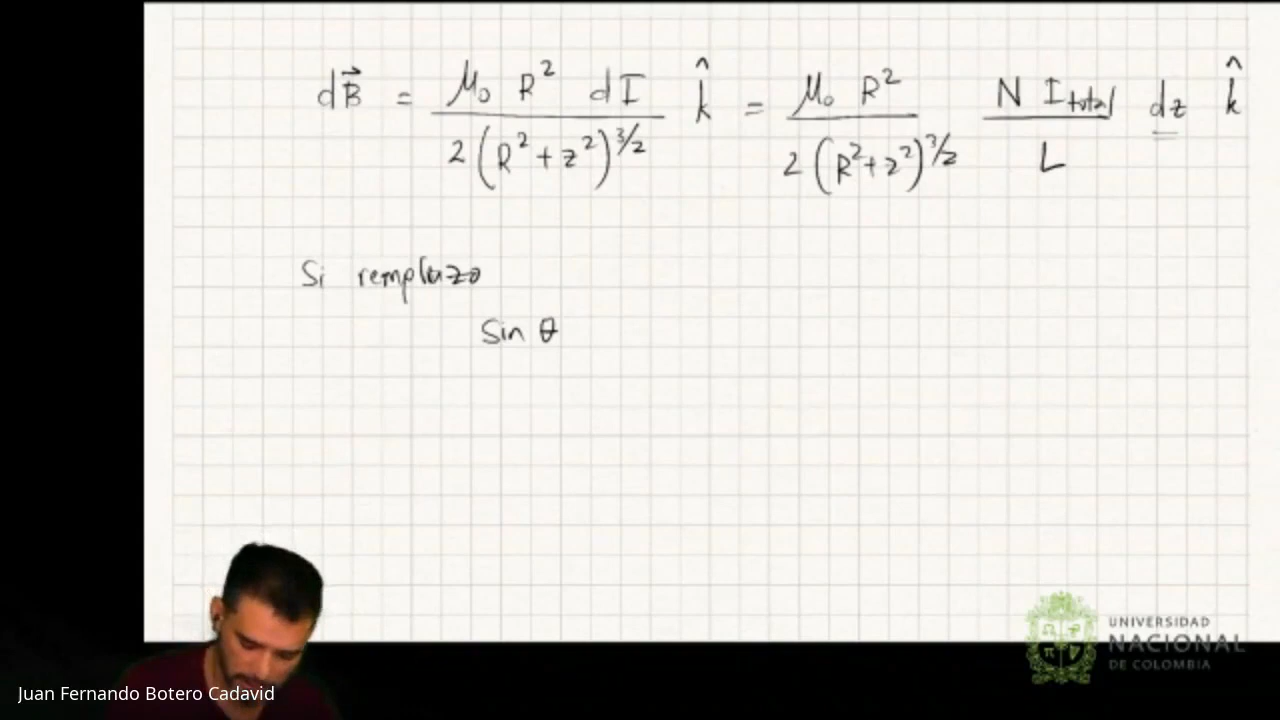 dB⃗ = μ₀ R² dI / 2(R²+z²)^3/2 k̂ = μ₀ R² / 2(R²+z²)^3/2 N I_total / L dz k̂
Si remplazo
Sin θ
UNIVERSIDAD
NACIONAL
DE COLOMBIA
Juan Fernando Botero Cadavid